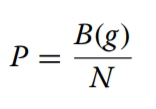 P = B(g) / N